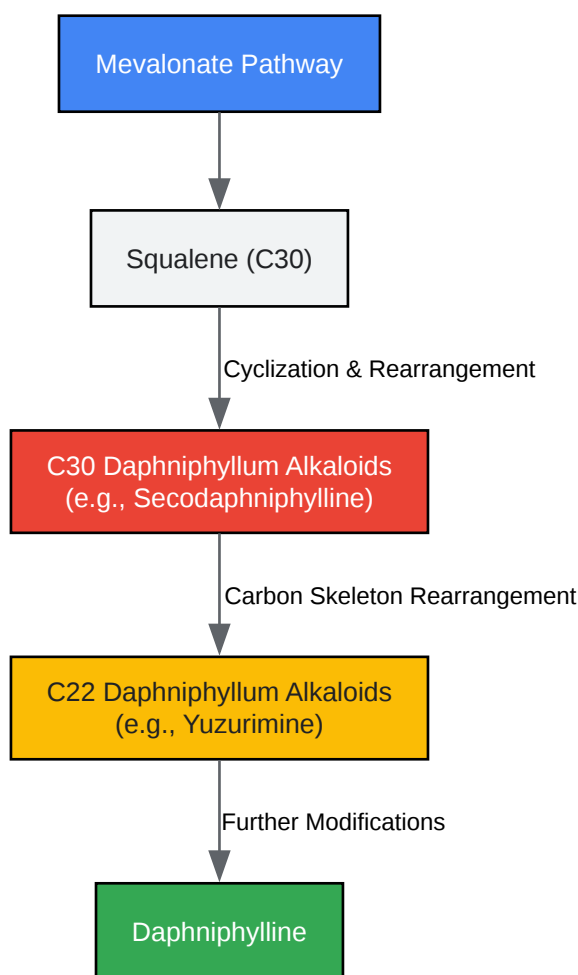 Mevalonate Pathway
Squalene (C30)
Cyclization & Rearrangement
C30 Daphniphyllum Alkaloids
(e.g., Secodaphniphylline)
Carbon Skeleton Rearrangement
C22 Daphniphyllum Alkaloids
(e.g., Yuzurimine)
Further Modifications
Daphniphylline